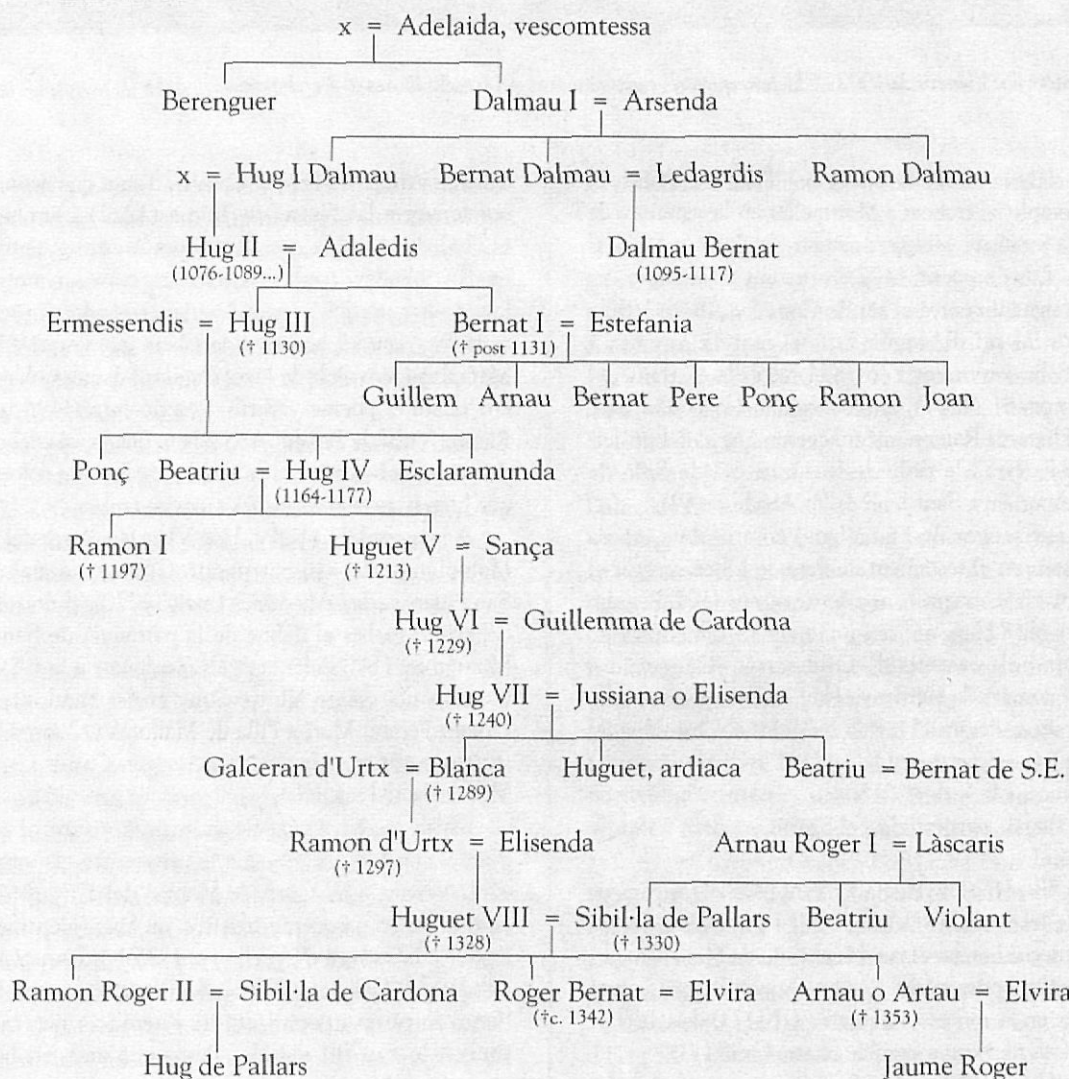 x = Adelaida, vescomtessa
Berenguer Dalmau I = Arsenda
x = Hug I Dalmau Bernat Dalmau = Ledagrdis Ramon Dalmau
Hug II = Adaledis Dalmau Bernat
(1076-1089...) (1095-1117)
Ermessendis = Hug III Bernat I = Estefania
(† 1130) († post 1131)
Guillem Arnau Bernat Pere Ponç Ramon Joan
Ponç Beatriu = Hug IV Esclaramunda
(1164-1177)
Ramon I Huguet V = Sança
(† 1197) († 1213)
Hug VI = Guillemma de Cardona
(† 1229)
Hug VII = Jussiana o Elisenda
(† 1240)
Galceran d'Urtx = Blanca Huguet, ardiaca Beatriu = Bernat de S.E.
(† 1289)
Ramon d'Urtx = Elisenda Arnau Roger I = Làscaris
(† 1297)
Huguet VIII = Sibil·la de Pallars Beatriu Violant
(† 1328) († 1330)
Ramon Roger II = Sibil·la de Cardona Roger Bernat = Elvira Arnau o Artau = Elvira
(†c. 1342) († 1353)
Hug de Pallars Jaume Roger